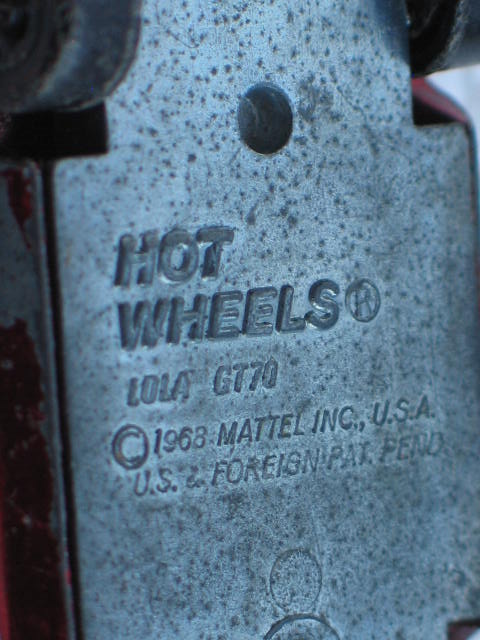 HOT
WHEELS®
LOLA GT70
©1968 MATTEL INC., U.S.A.
U.S. & FOREIGN PAT. PEND.